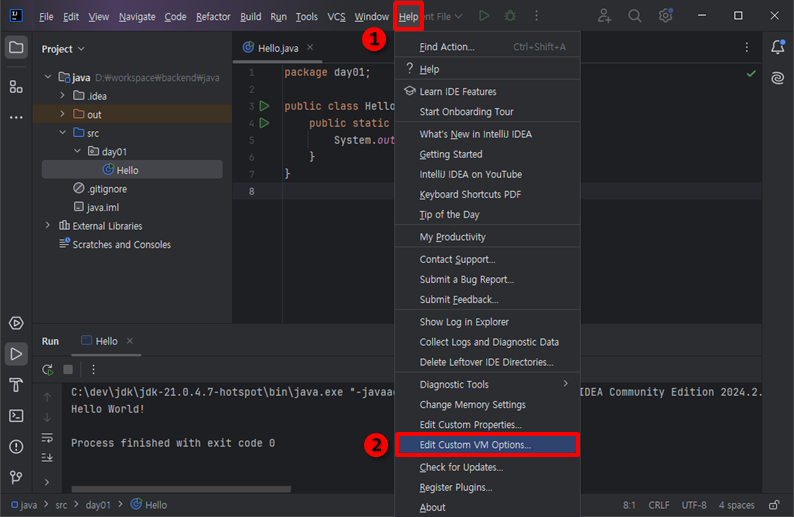 File Edit View Navigate Code Refactor Build Run Tools VCS Window Help ent File
1
Project
Hello.java
java D:₩workspace₩backend₩java
.idea
out
src
day01
Hello
.gitignore
java.iml
External Libraries
Scratches and Consoles
1 package day01;
2
3 public class Hello
4 public static
5 System.out
6 }
7 }
8
Find Action... Ctrl+Shift+A
Help
Learn IDE Features
Start Onboarding Tour
What's New in IntelliJ IDEA
Getting Started
IntelliJ IDEA on YouTube
Keyboard Shortcuts PDF
Tip of the Day
My Productivity
Contact Support...
Submit a Bug Report...
Submit Feedback...
Show Log in Explorer
Collect Logs and Diagnostic Data
Delete Leftover IDE Directories...
Diagnostic Tools
Change Memory Settings
Edit Custom Properties...
2 Edit Custom VM Options...
Check for Updates...
Register Plugins...
About
Run Hello
C:\dev\jdk\jdk-21.0.4.7-hotspot\bin\java.exe "-javaa IDEA Community Edition 2024.2.
Hello World!
Process finished with exit code 0
java > src > day01 > Hello 8:1 CRLF UTF-8 4 spaces